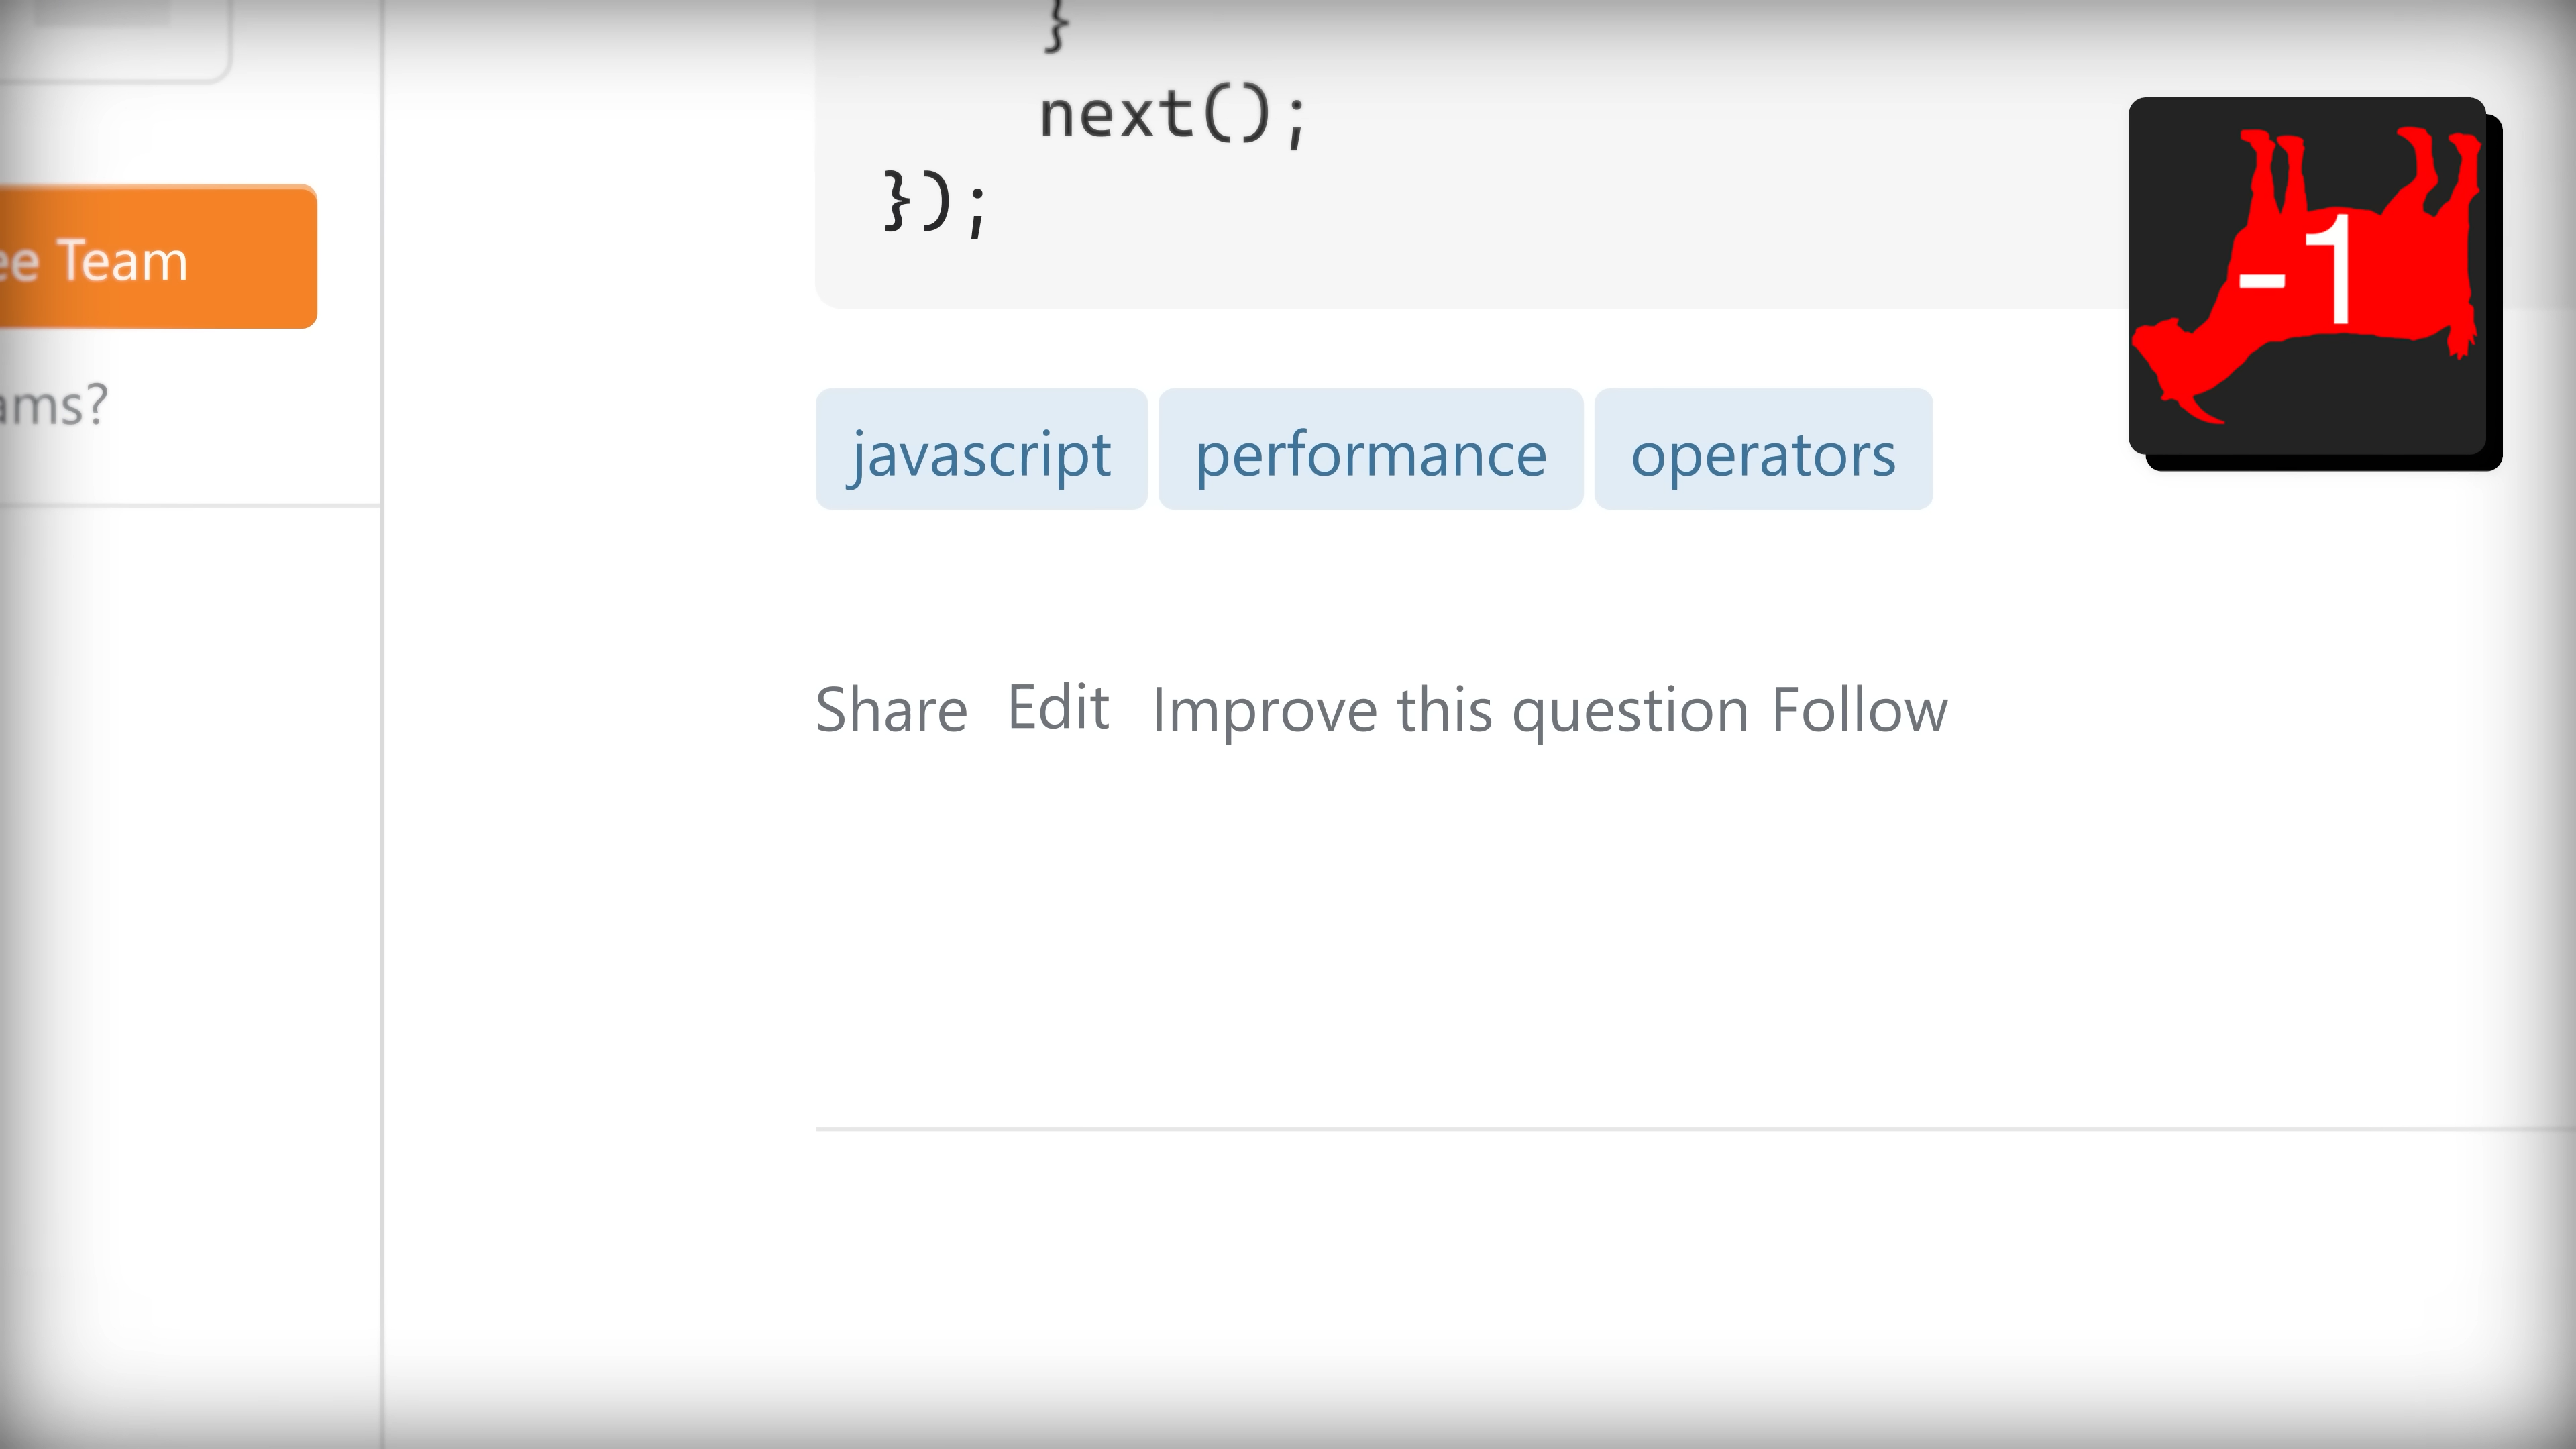 }
next();
});
-1
ee Team
ams?
javascript performance operators
Share Edit Improve this question Follow